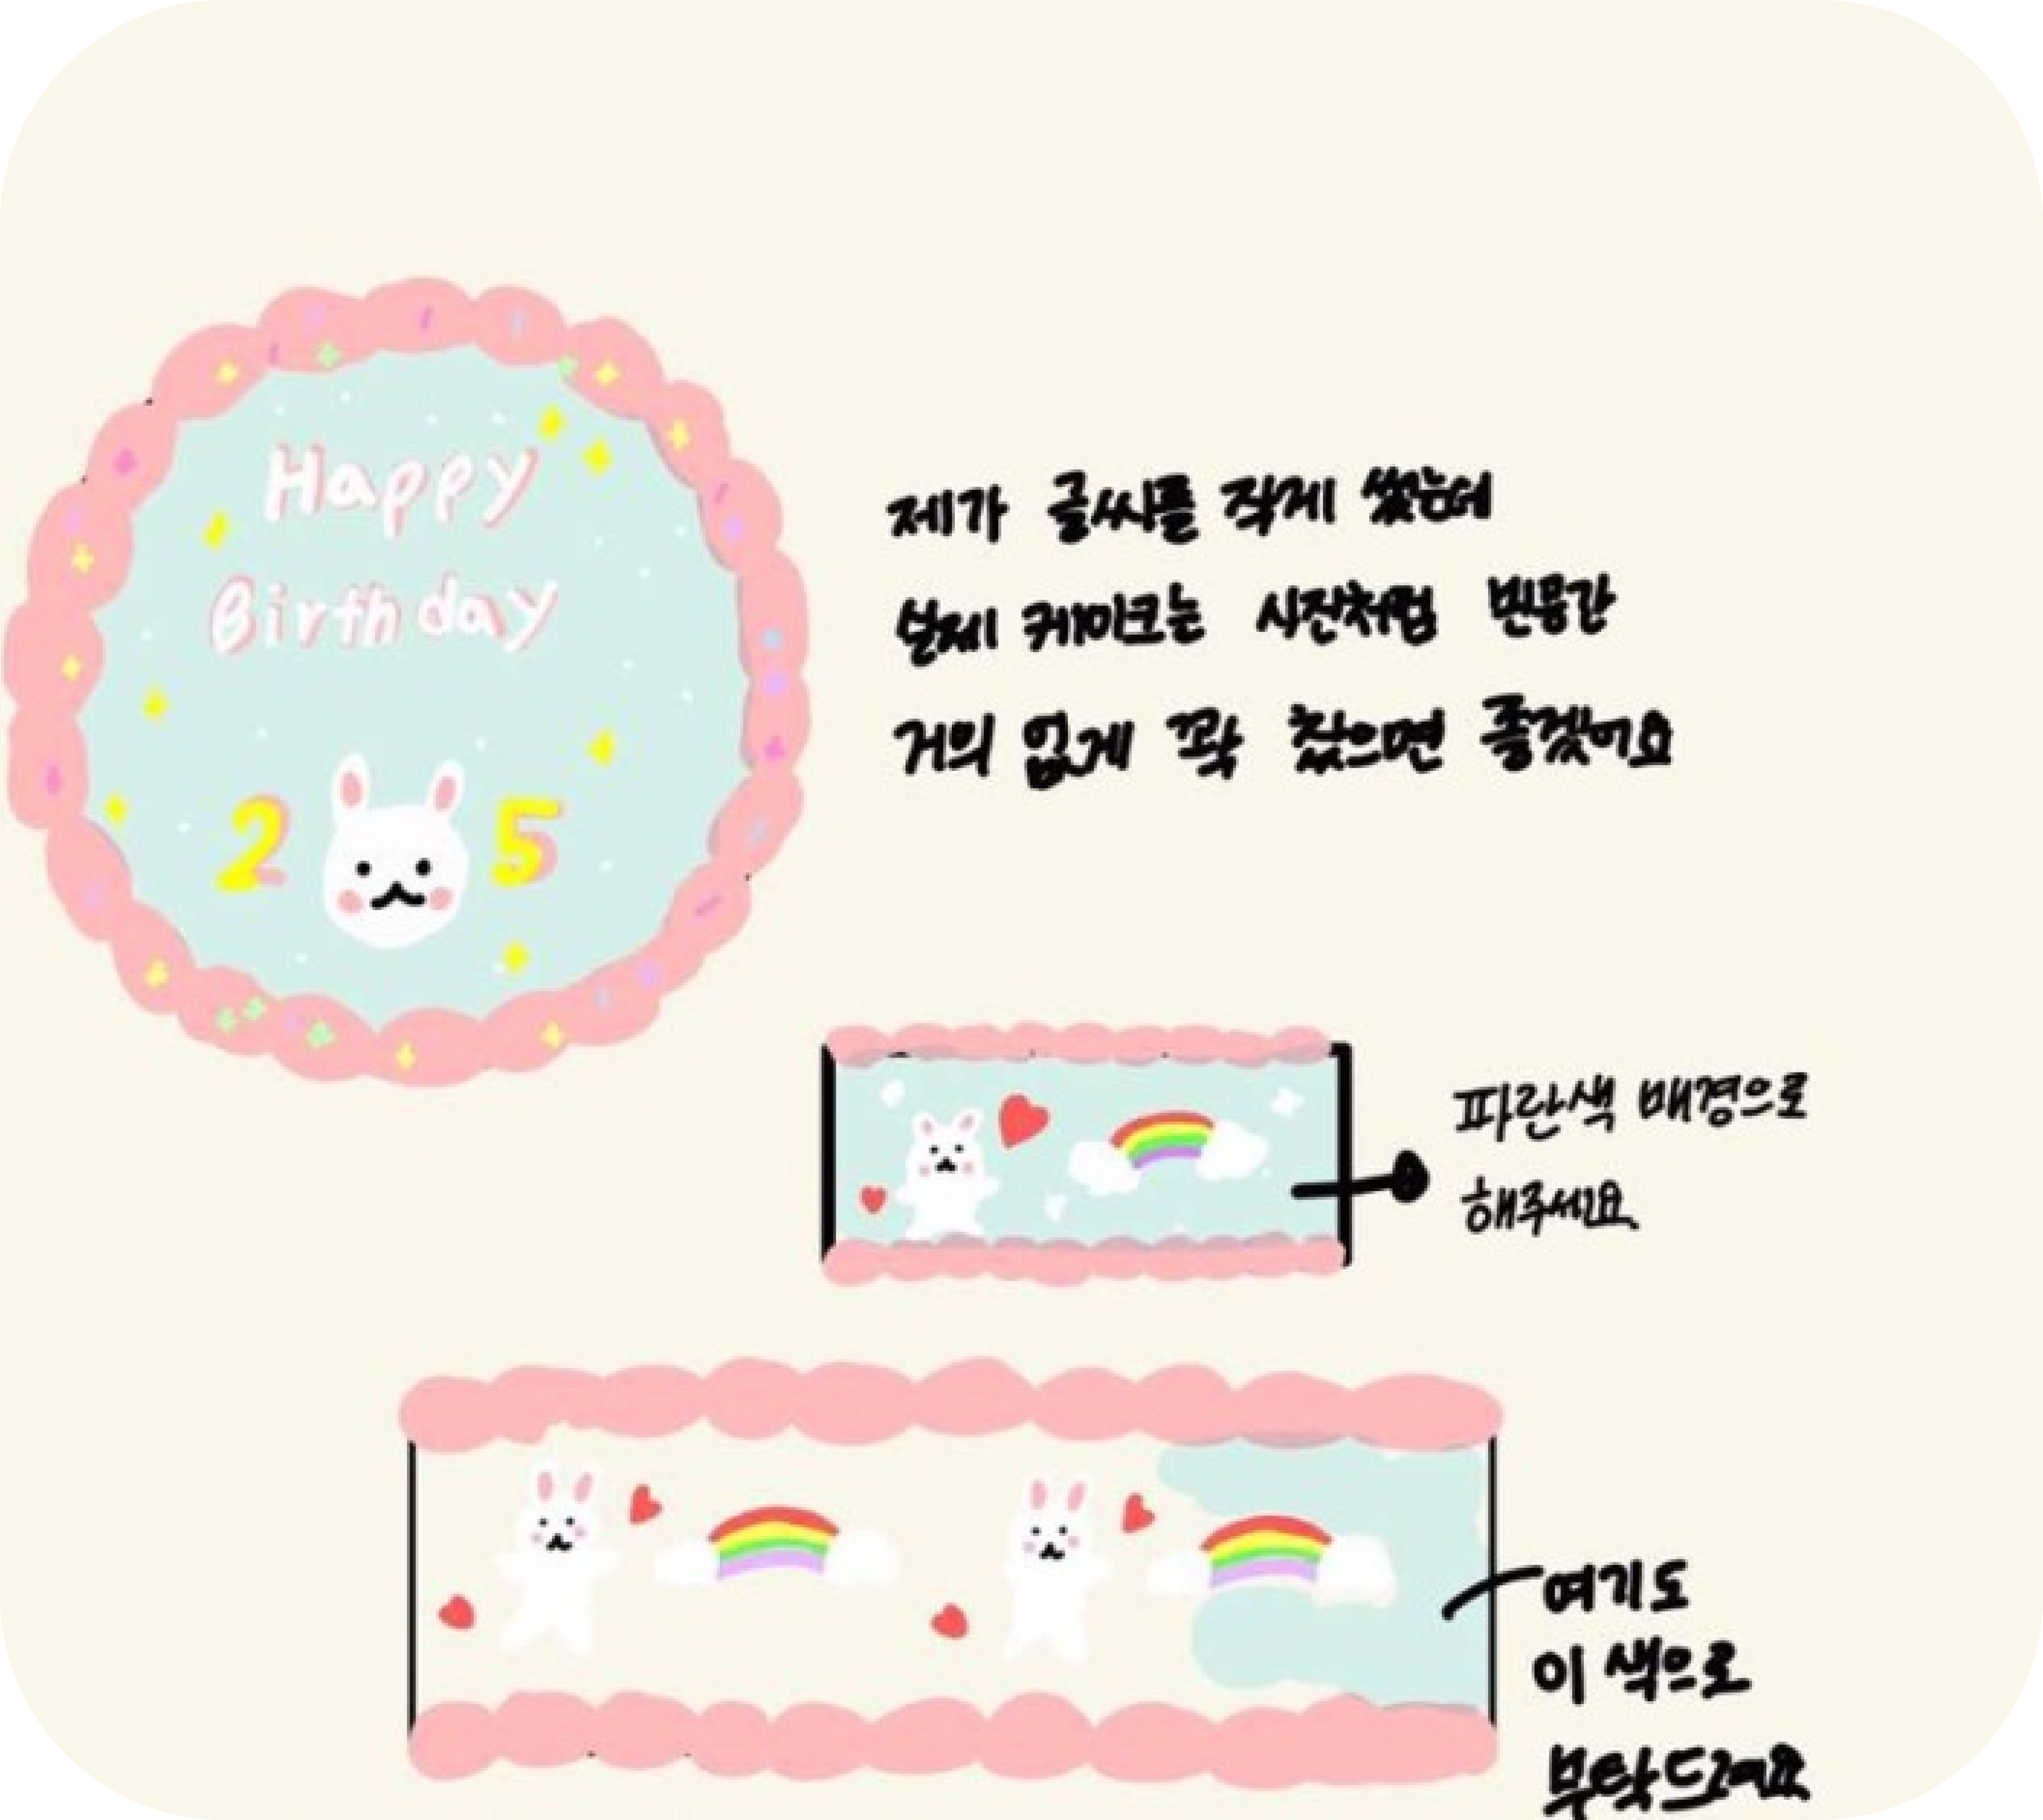 Happy
Birthday
2 5
제가 글씨를 작게 썼는데
실제 케이크는 사진처럼 빈공간
거의 없게 꽉 찼으면 좋겠어요
파란색 배경으로
해주세요.
여기도
이 색으로
부탁드려요